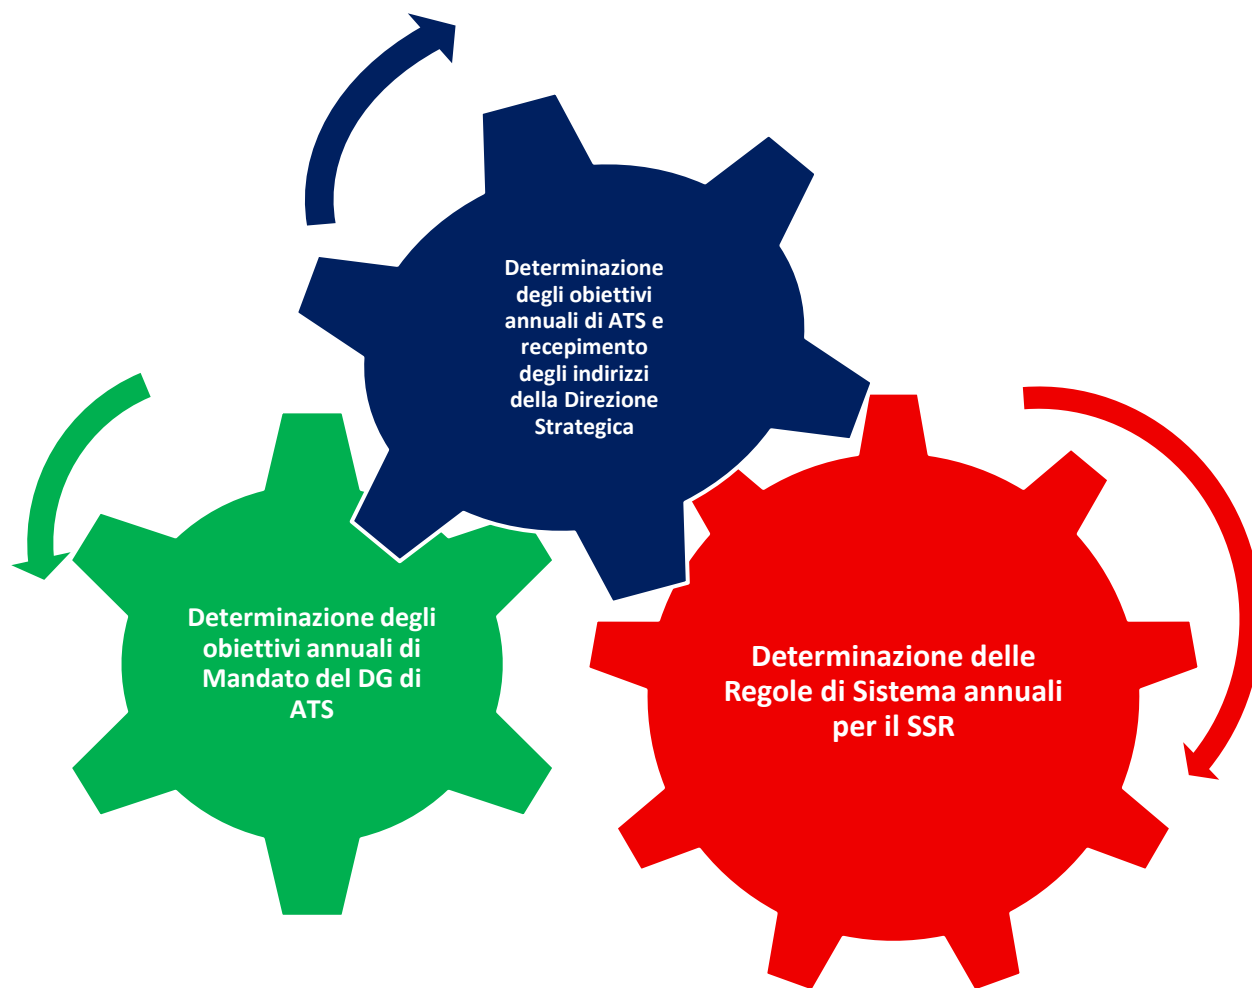 Determinazione
degli obiettivi
annuali di ATS e
recepimento
degli indirizzi
della Direzione
Strategica
Determinazione degli
obiettivi annuali di
Mandato del DG di
ATS
Determinazione delle
Regole di Sistema annuali
per il SSR